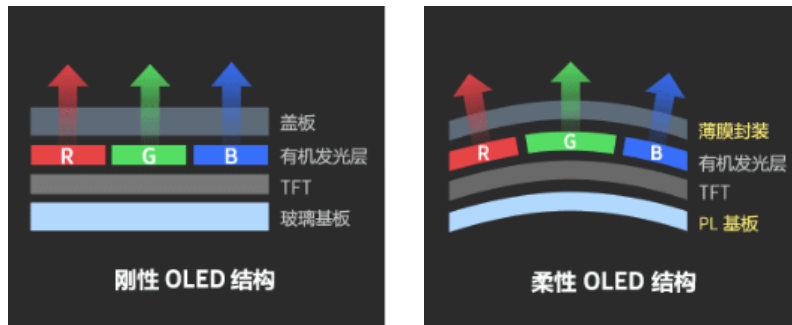 R G B
盖板
有机发光层
TFT
玻璃基板
刚性 OLED 结构
R G B
薄膜封装
有机发光层
TFT
PL 基板
柔性 OLED 结构